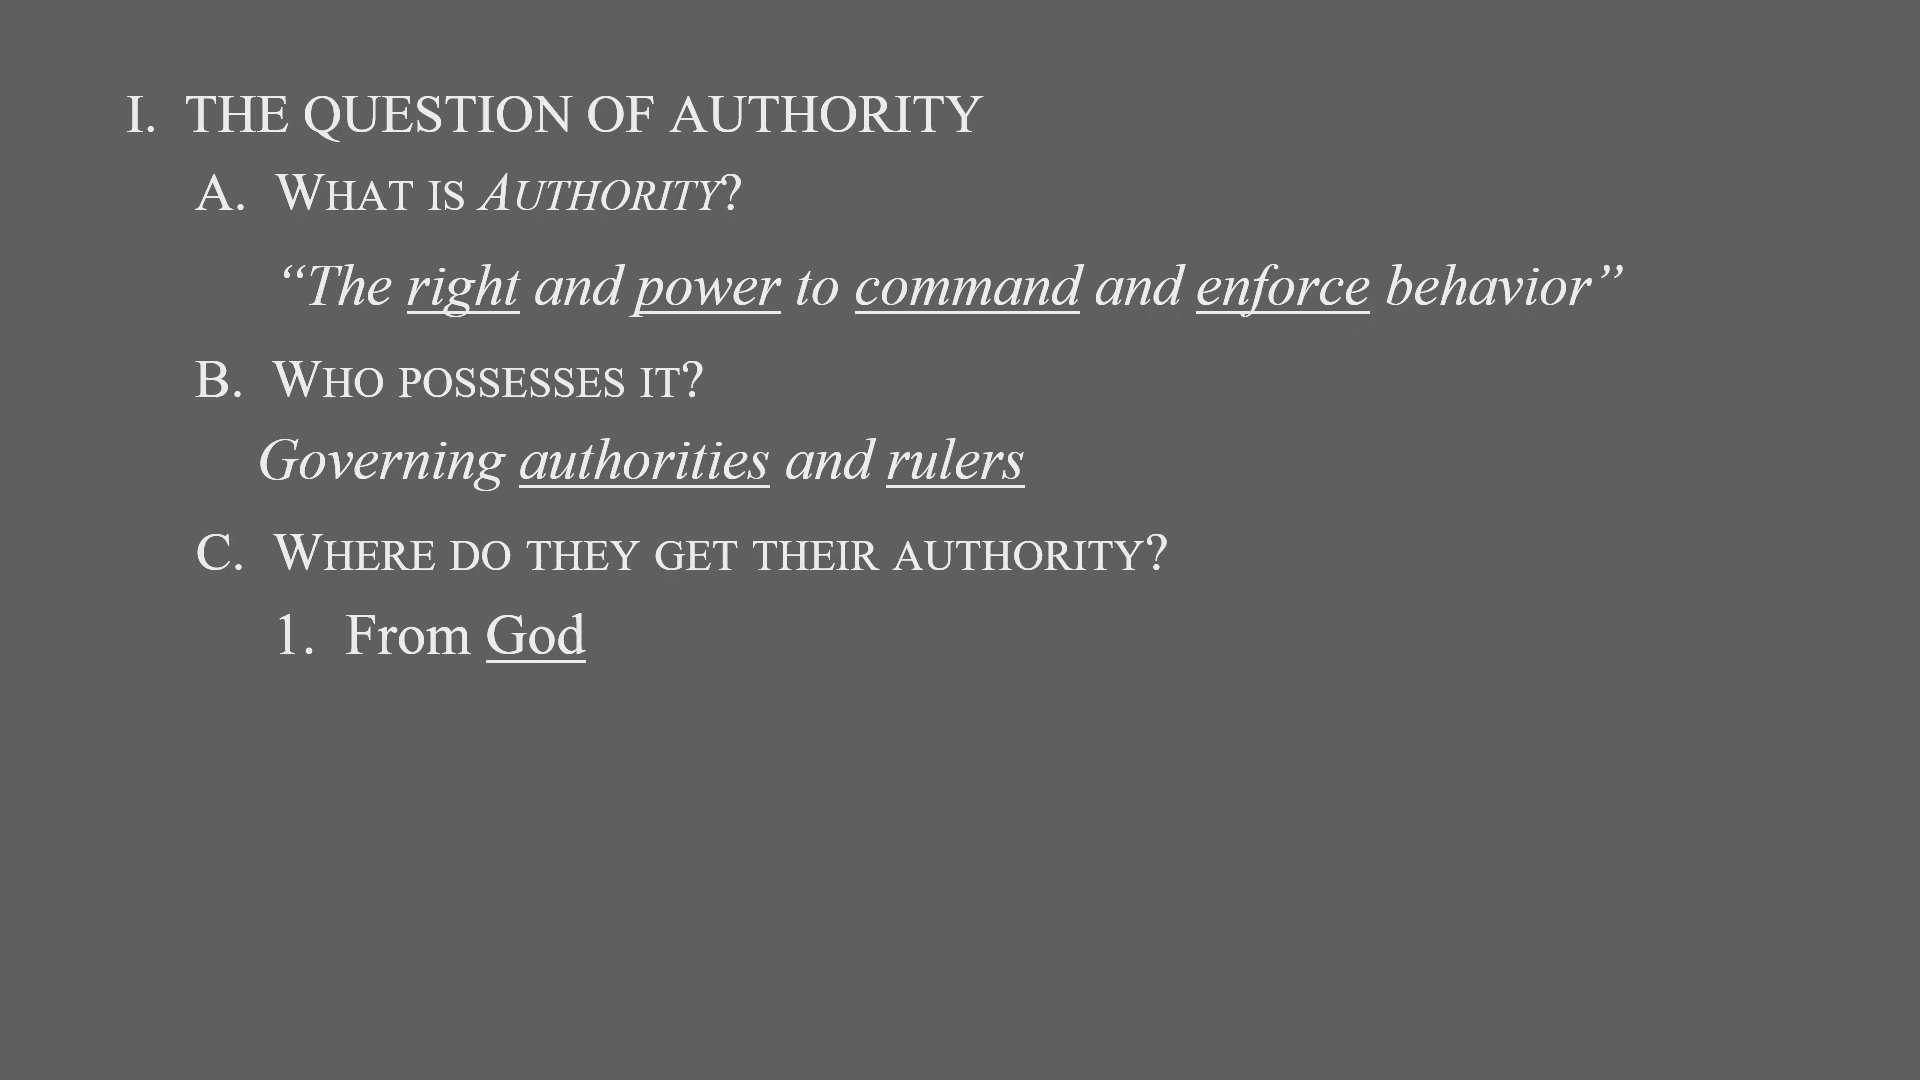 I. THE QUESTION OF AUTHORITY
A. WHAT IS AUTHORITY?
“The right and power to command and enforce behavior”
B. WHO POSSESSES IT?
Governing authorities and rulers
C. WHERE DO THEY GET THEIR AUTHORITY?
1. From God